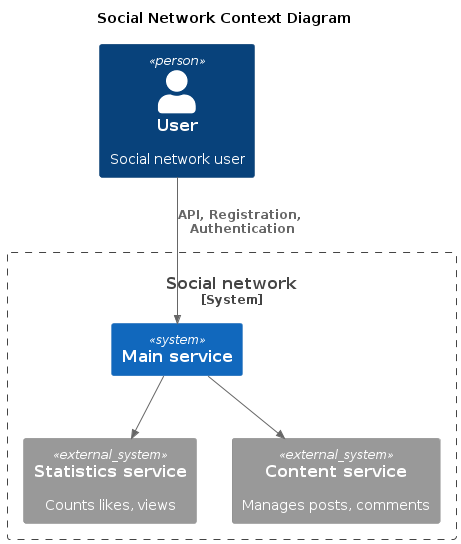 Social Network Context Diagram
«person»
User
Social network user
API, Registration,
Authentication
Social network
[System]
«system»
Main service
«external_system»
Statistics service
Counts likes, views
«external_system»
Content service
Manages posts, comments